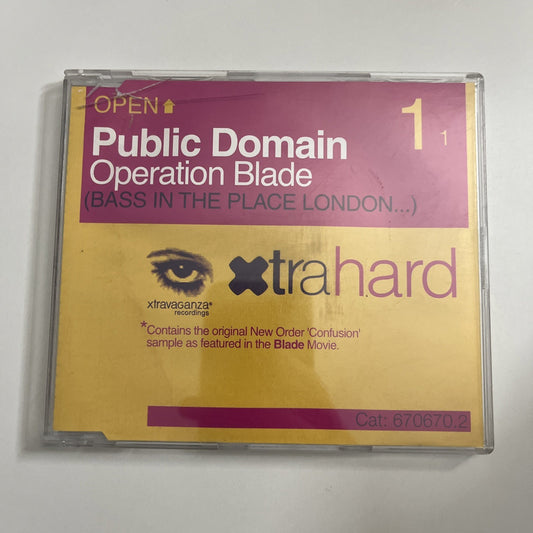 OPEN
1 1
Public Domain
Operation Blade
(BASS IN THE PLACE LONDON...)
xtrahard
xtravaganza*
recordings
*Contains the original New Order 'Confusion'
sample as featured in the Blade Movie.
Cat: 670670.2